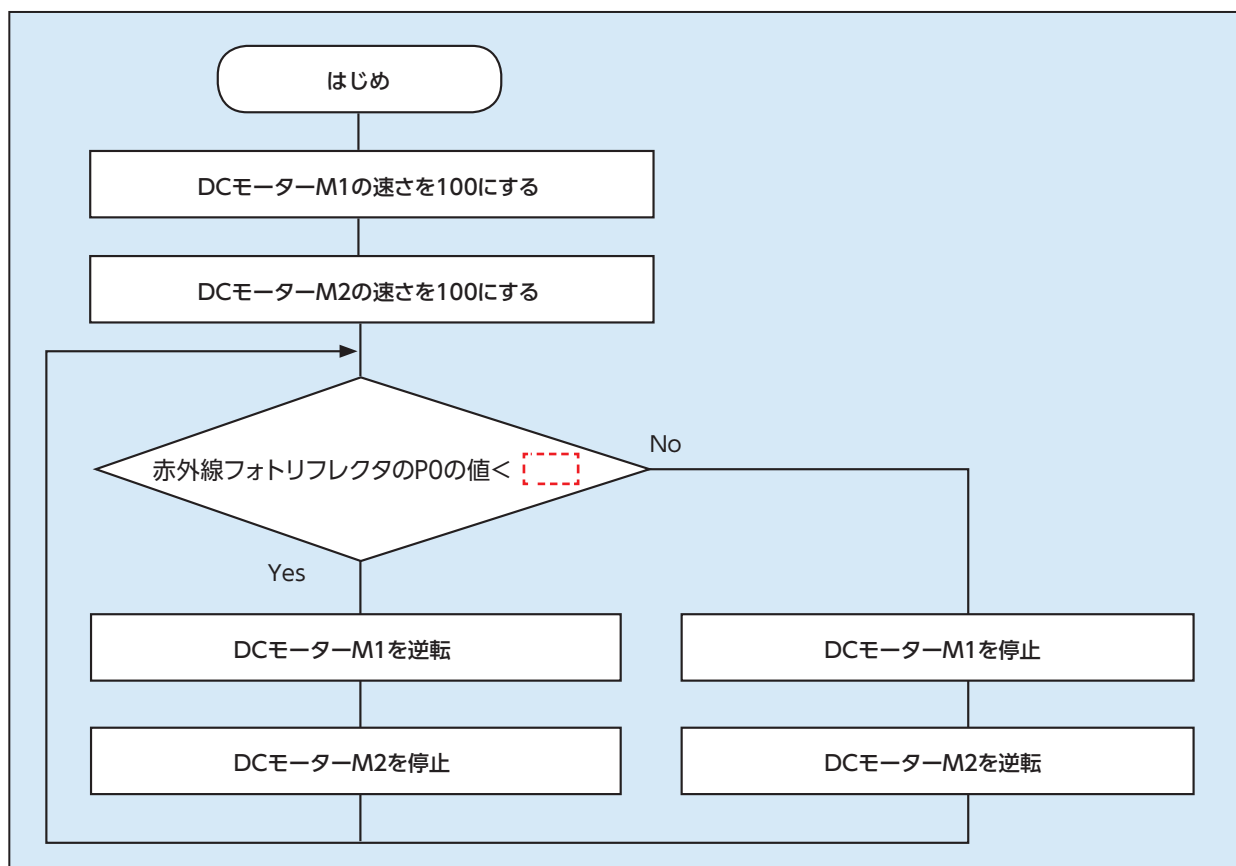 はじめ
DCモーターM1の速さを100にする
DCモーターM2の速さを100にする
赤外線フォトリフレクタのP0の値<
No
Yes
DCモーターM1を逆転
DCモーターM1を停止
DCモーターM2を停止
DCモーターM2を逆転